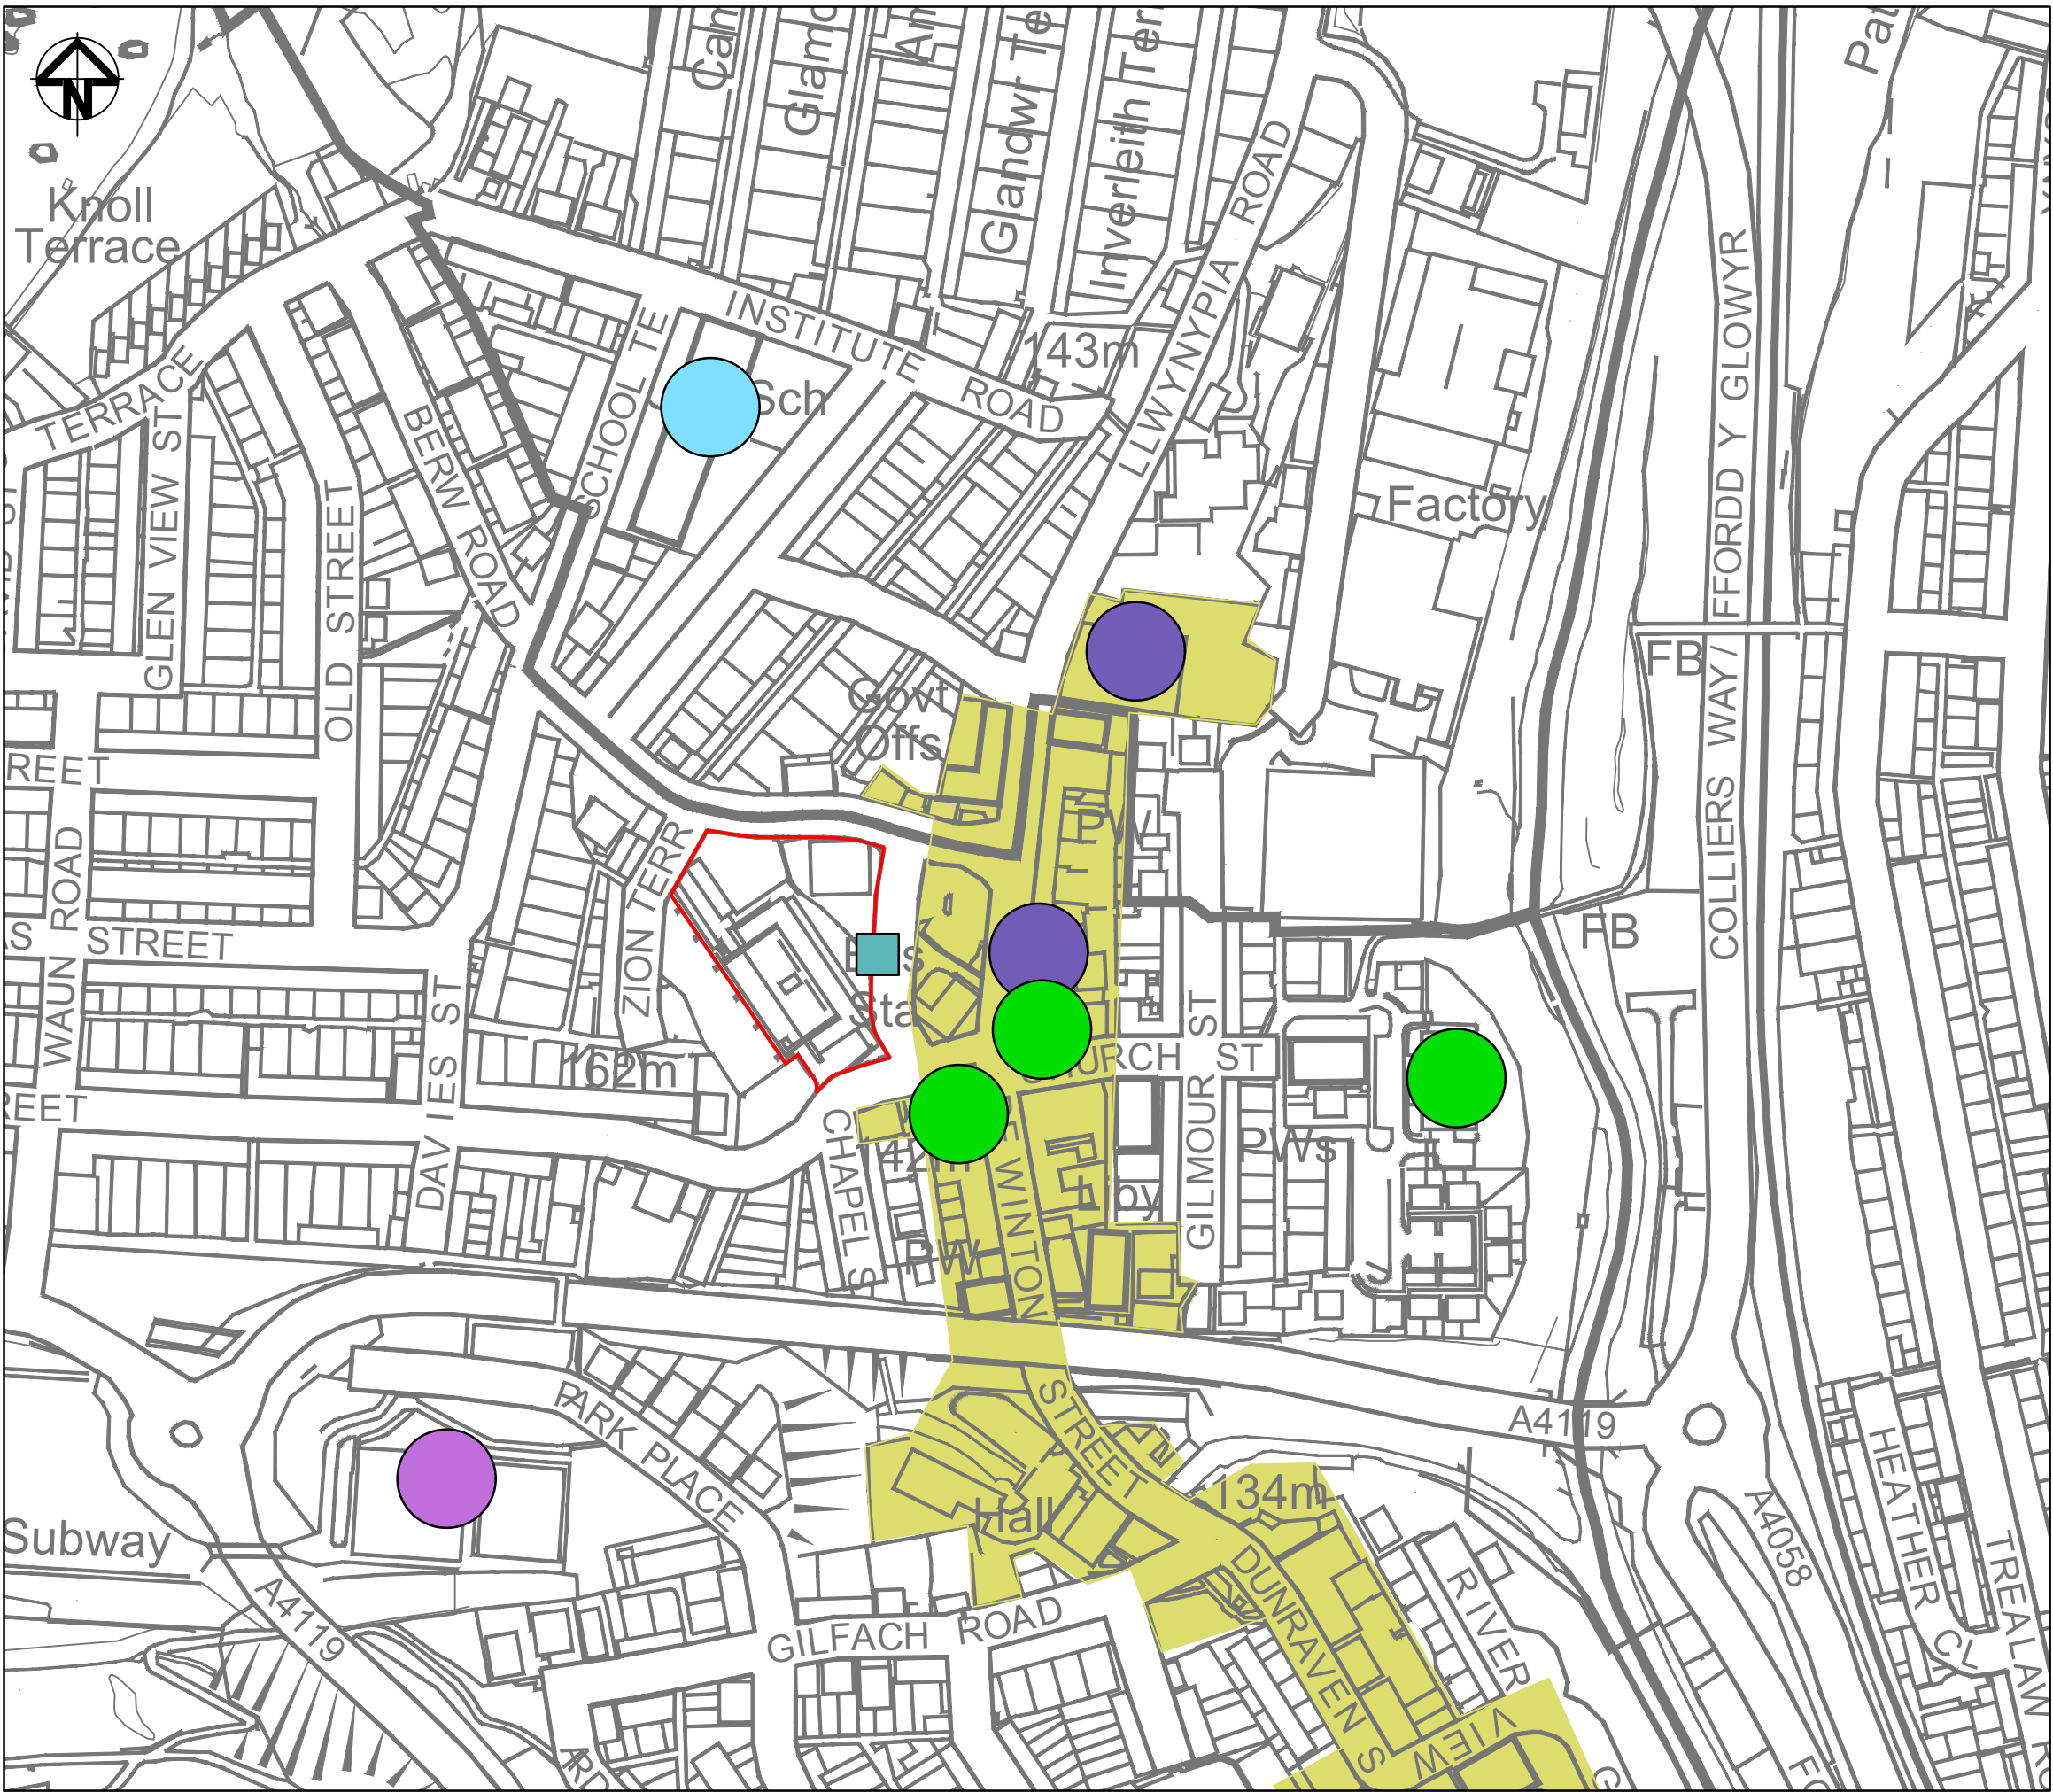 N
Knoll
Terrace
Glandwr Te
Inverleith Ter
LLWYNYPIA ROAD
INSTITUTE ROAD
143m
SCHOOL TE
Sch
TERRACE
GLEN VIEW ST
OLD STREET
BERW ROAD
Factory
FFORDD Y GLOWYR
COLLIERS WAY/
FB
FB
Govt
Offs
PW
REET
WAUN ROAD
STREET
ZION TERR
Sta
DAVIES ST
162m
REET
CHURCH ST
GILMOUR ST
PWs
CHAPEL S
142m
DE WINTON
STREET
PW
A4119
PARK PLACE
Hall
134m
Subway
A4119
GILFACH ROAD
DUNRAVEN S
RIVER
VIEW
A4058
HEATHER CL
TREALAW R